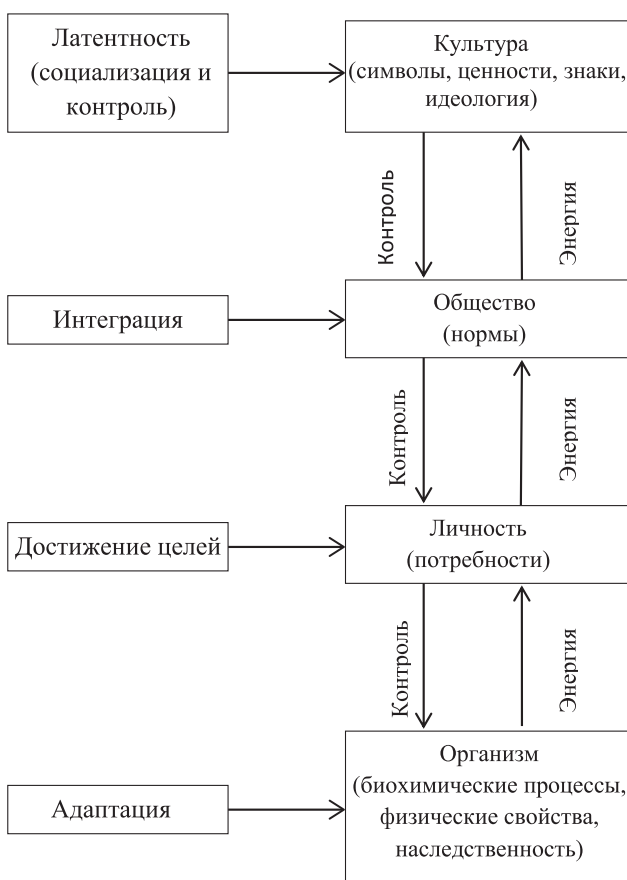 Латентность
(социализация и
контроль)
Культура
(символы, ценности, знаки,
идеология)
Контроль
Энергия
Интеграция
Общество
(нормы)
Контроль
Энергия
Достижение целей
Личность
(потребности)
Контроль
Энергия
Адаптация
Организм
(биохимические процессы,
физические свойства,
наследственность)